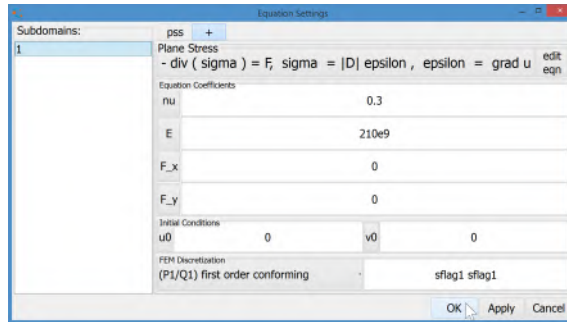 Equation Settings
Subdomains:
1
pss +
Plane Stress
- div ( sigma ) = F, sigma = |D| epsilon , epsilon = grad u
edit
eqn
Equation Coefficients
nu 0.3
E 210e9
F_x 0
F_y 0
Initial Conditions
u0 0 v0 0
FEM Discretization
(P1/Q1) first order conforming sflag1 sflag1
OK Apply Cancel